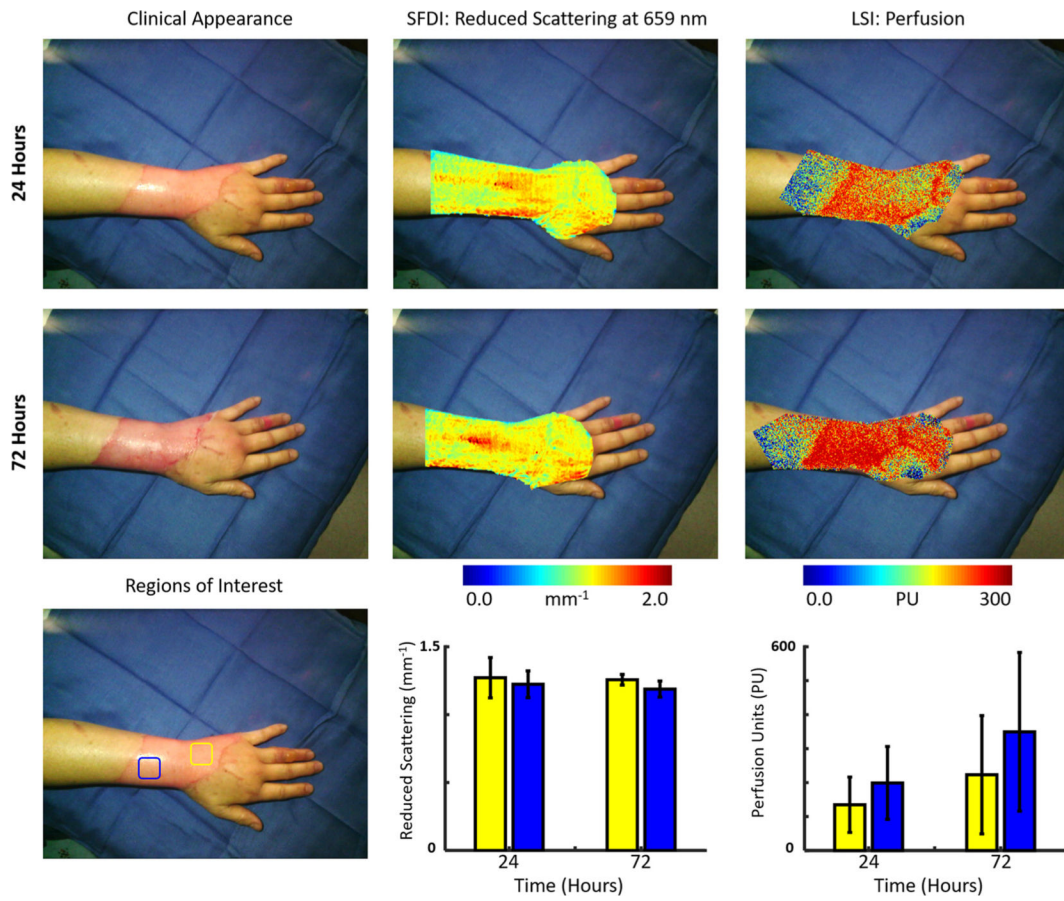 Clinical Appearance
SFDI: Reduced Scattering at 659 nm
LSI: Perfusion
24 Hours
72 Hours
Regions of Interest
0.0 mm⁻¹ 2.0
0.0 PU 300
Reduced Scattering (mm⁻¹)
1.5
0
24 72
Time (Hours)
Perfusion Units (PU)
600
0
24 72
Time (Hours)